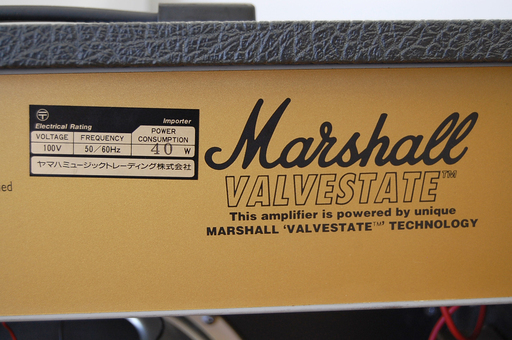 Electrical Rating Importer
VOLTAGE FREQUENCY POWER CONSUMPTION
100V 50/60Hz 40 W
ヤマハミュージックトレーディング株式会社
Marshall
VALVESTATE™
This amplifier is powered by unique
MARSHALL 'VALVESTATE™' TECHNOLOGY